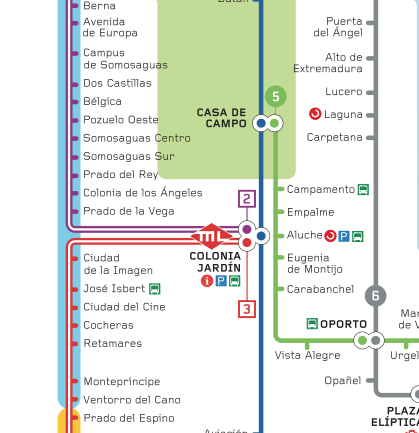 Batán
Berna
Avenida
de Europa
Campus
de Somosaguas
Dos Castillas
Bélgica
Pozuelo Oeste
Somosaguas Centro
Somosaguas Sur
Prado del Rey
Colonia de los Ángeles
Prado de la Vega
CASA DE
CAMPO
5
Puerta
del Ángel
Alto de
Extremadura
Lucero
Laguna
Carpetana
2
ML
COLONIA
JARDÍN
i P
3
Ciudad
de la Imagen
José Isbert
Ciudad del Cine
Cocheras
Retamares
Montepríncipe
Ventorro del Cano
Prado del Espino
Campamento
Empalme
Aluche P
Eugenia
de Montijo
Carabanchel
6
OPORTO
Vista Alegre
Urgel
Opañel
PLAZA
ELÍPTICA